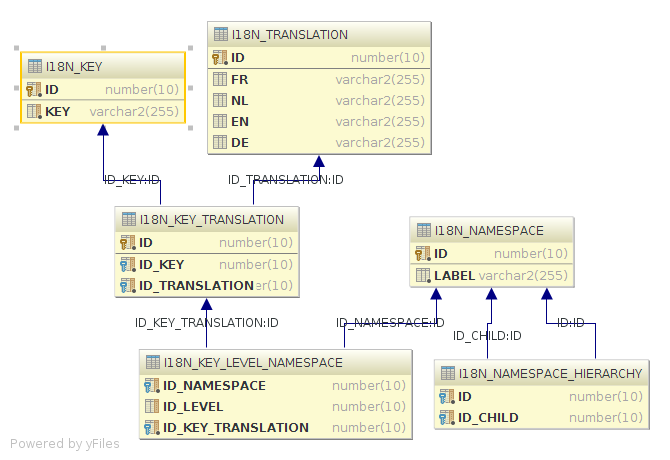 I18N_TRANSLATION
ID number(10)
FR varchar2(255)
NL varchar2(255)
EN varchar2(255)
DE varchar2(255)
I18N_KEY
ID number(10)
KEY varchar2(255)
ID_KEY:ID
ID_TRANSLATION:ID
I18N_KEY_TRANSLATION
ID number(10)
ID_KEY number(10)
ID_TRANSLATION er(10)
I18N_NAMESPACE
ID number(10)
LABEL varchar2(255)
ID_KEY_TRANSLATION:ID
ID_NAMESPACE:ID
ID_CHILD:ID
ID:ID
I18N_KEY_LEVEL_NAMESPACE
ID_NAMESPACE number(10)
ID_LEVEL number(10)
ID_KEY_TRANSLATION number(10)
I18N_NAMESPACE_HIERARCHY
ID number(10)
ID_CHILD number(10)
Powered by yFiles